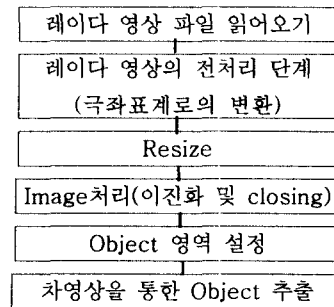 레이다 영상 파일 읽어오기
레이다 영상의 전처리 단계
(극좌표계로의 변환)
Resize
Image처리(이진화 및 closing)
Object 영역 설정
차영상을 통한 Object 추출